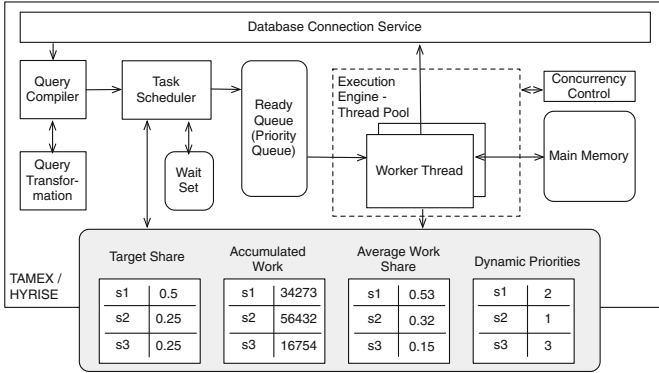 Database Connection Service
Query
Compiler
Task
Scheduler
Ready
Queue
(Priority
Queue)
Execution
Engine -
Thread Pool
Worker Thread
Concurrency
Control
Main Memory
Query
Transfor-
mation
Wait
Set
TAMEX /
HYRISE
Target Share
s1 0.5
s2 0.25
s3 0.25
Accumulated
Work
s1 34273
s2 56432
s3 16754
Average Work
Share
s1 0.53
s2 0.32
s3 0.15
Dynamic Priorities
s1 2
s2 1
s3 3